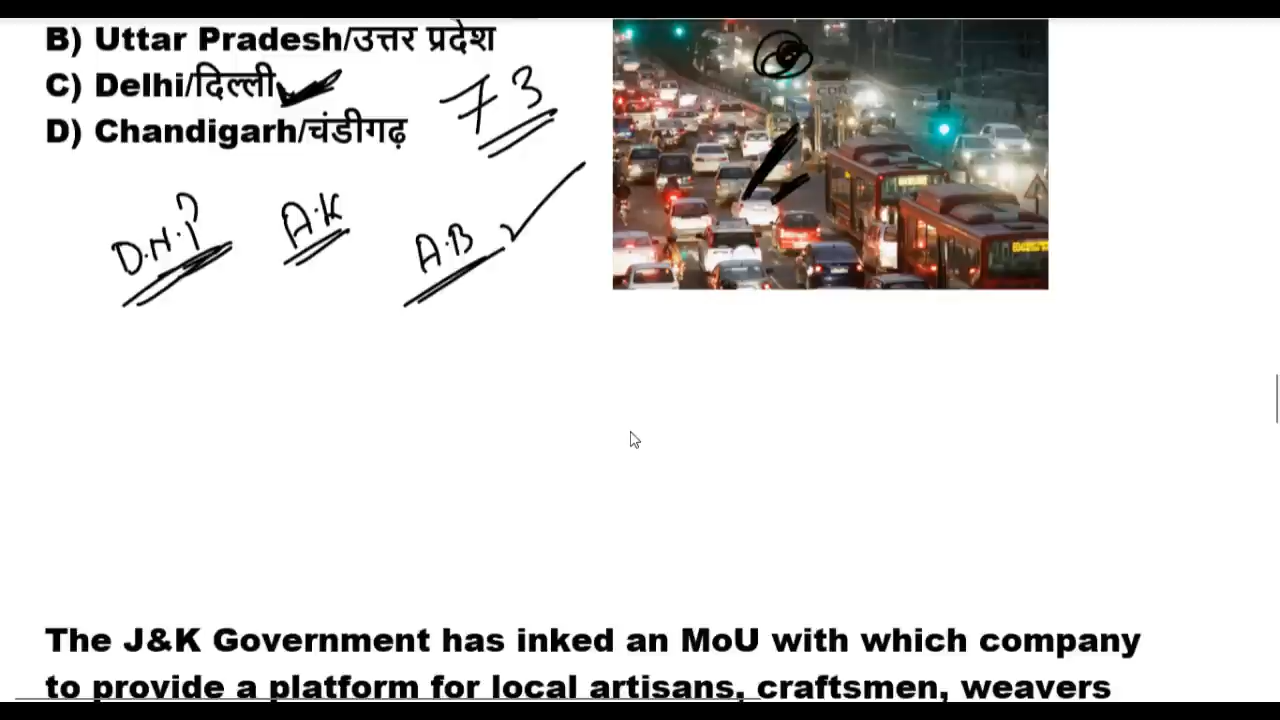 B) Uttar Pradesh/उत्तर प्रदेश
C) Delhi/दिल्ली
D) Chandigarh/चंडीगढ़
73
D.N.?
A.K
A.B
CDR
The J&K Government has inked an MoU with which company
to provide a platform for local artisans, craftsmen, weavers